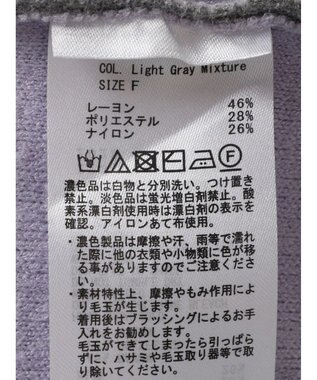 COL. Light Gray Mixture
SIZE F
レーヨン 46%
ポリエステル 28%
ナイロン 26%
濃色品は白物と分別洗い。つけ置き
禁止。淡色品は蛍光増白剤禁止。酸
素系漂白剤使用時は漂白剤の表示を
確認。アイロンあて布使用。
・濃色製品は、摩擦や汗、雨等で濡れ
た際に他の衣類や小物類に色が移
る事がありますのでご注意くださ
い。
・素材特性上、摩擦やもみ作用によ
り毛玉が生じます。
着用後はブラッシングによるお手
入れをお勧めします。
毛玉ができてしまったら引っぱら
ずに、ハサミや毛玉取り器等で取
り除いてください。